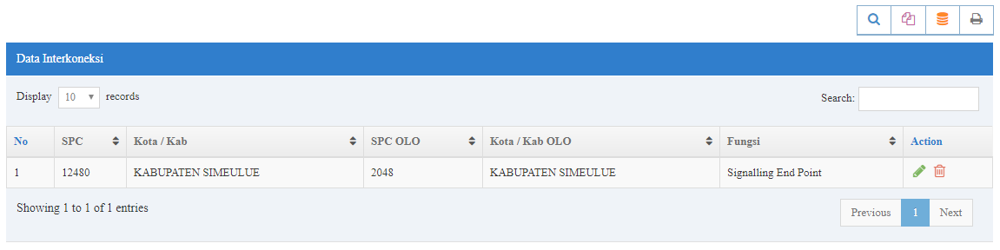 Data Interkoneksi
Display 10 records
Search:
No SPC Kota / Kab SPC OLO Kota / Kab OLO Fungsi Action
1 12480 KABUPATEN SIMEULUE 2048 KABUPATEN SIMEULUE Signalling End Point
Showing 1 to 1 of 1 entries
Previous 1 Next